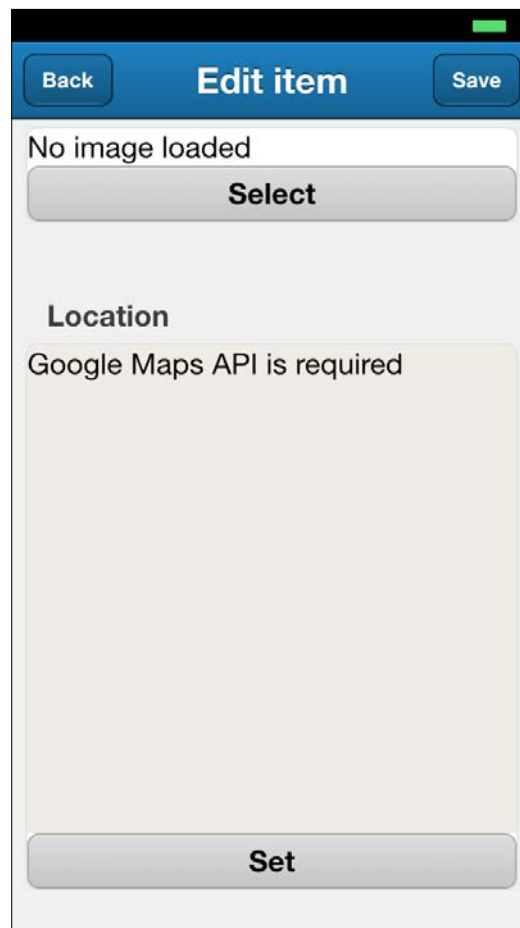 Back Edit item Save
No image loaded
Select
Location
Google Maps API is required
Set